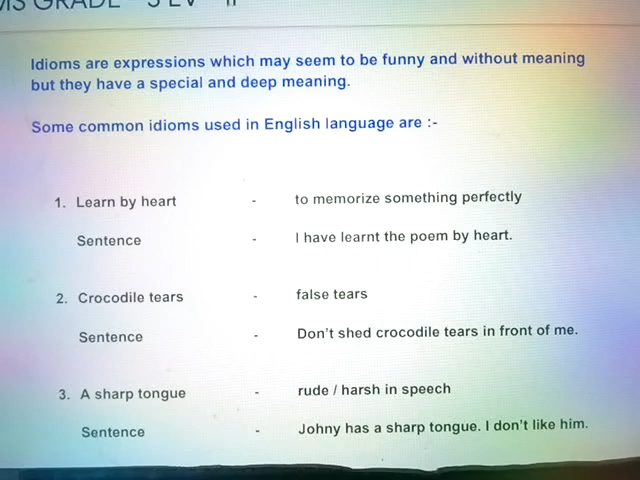 Idioms are expressions which may seem to be funny and without meaning
but they have a special and deep meaning.
Some common idioms used in English language are :-
1. Learn by heart - to memorize something perfectly
Sentence - I have learnt the poem by heart.
2. Crocodile tears - false tears
Sentence - Don't shed crocodile tears in front of me.
3. A sharp tongue - rude / harsh in speech
Sentence - Johny has a sharp tongue. I don't like him.